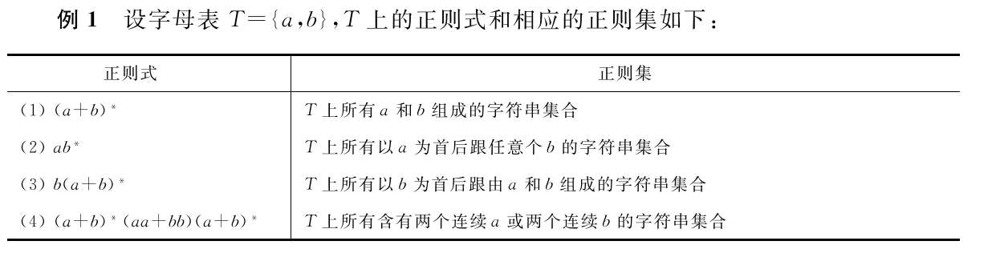 例 1 设字母表 T={a,b},T 上的正则式和相应的正则集如下:
正则式 正则集
(1) (a+b)* T 上所有 a 和 b 组成的字符串集合
(2) ab* T 上所有以 a 为首后跟任意个 b 的字符串集合
(3) b(a+b)* T 上所有以 b 为首后跟由 a 和 b 组成的字符串集合
(4) (a+b)*(aa+bb)(a+b)* T 上所有含有两个连续 a 或两个连续 b 的字符串集合